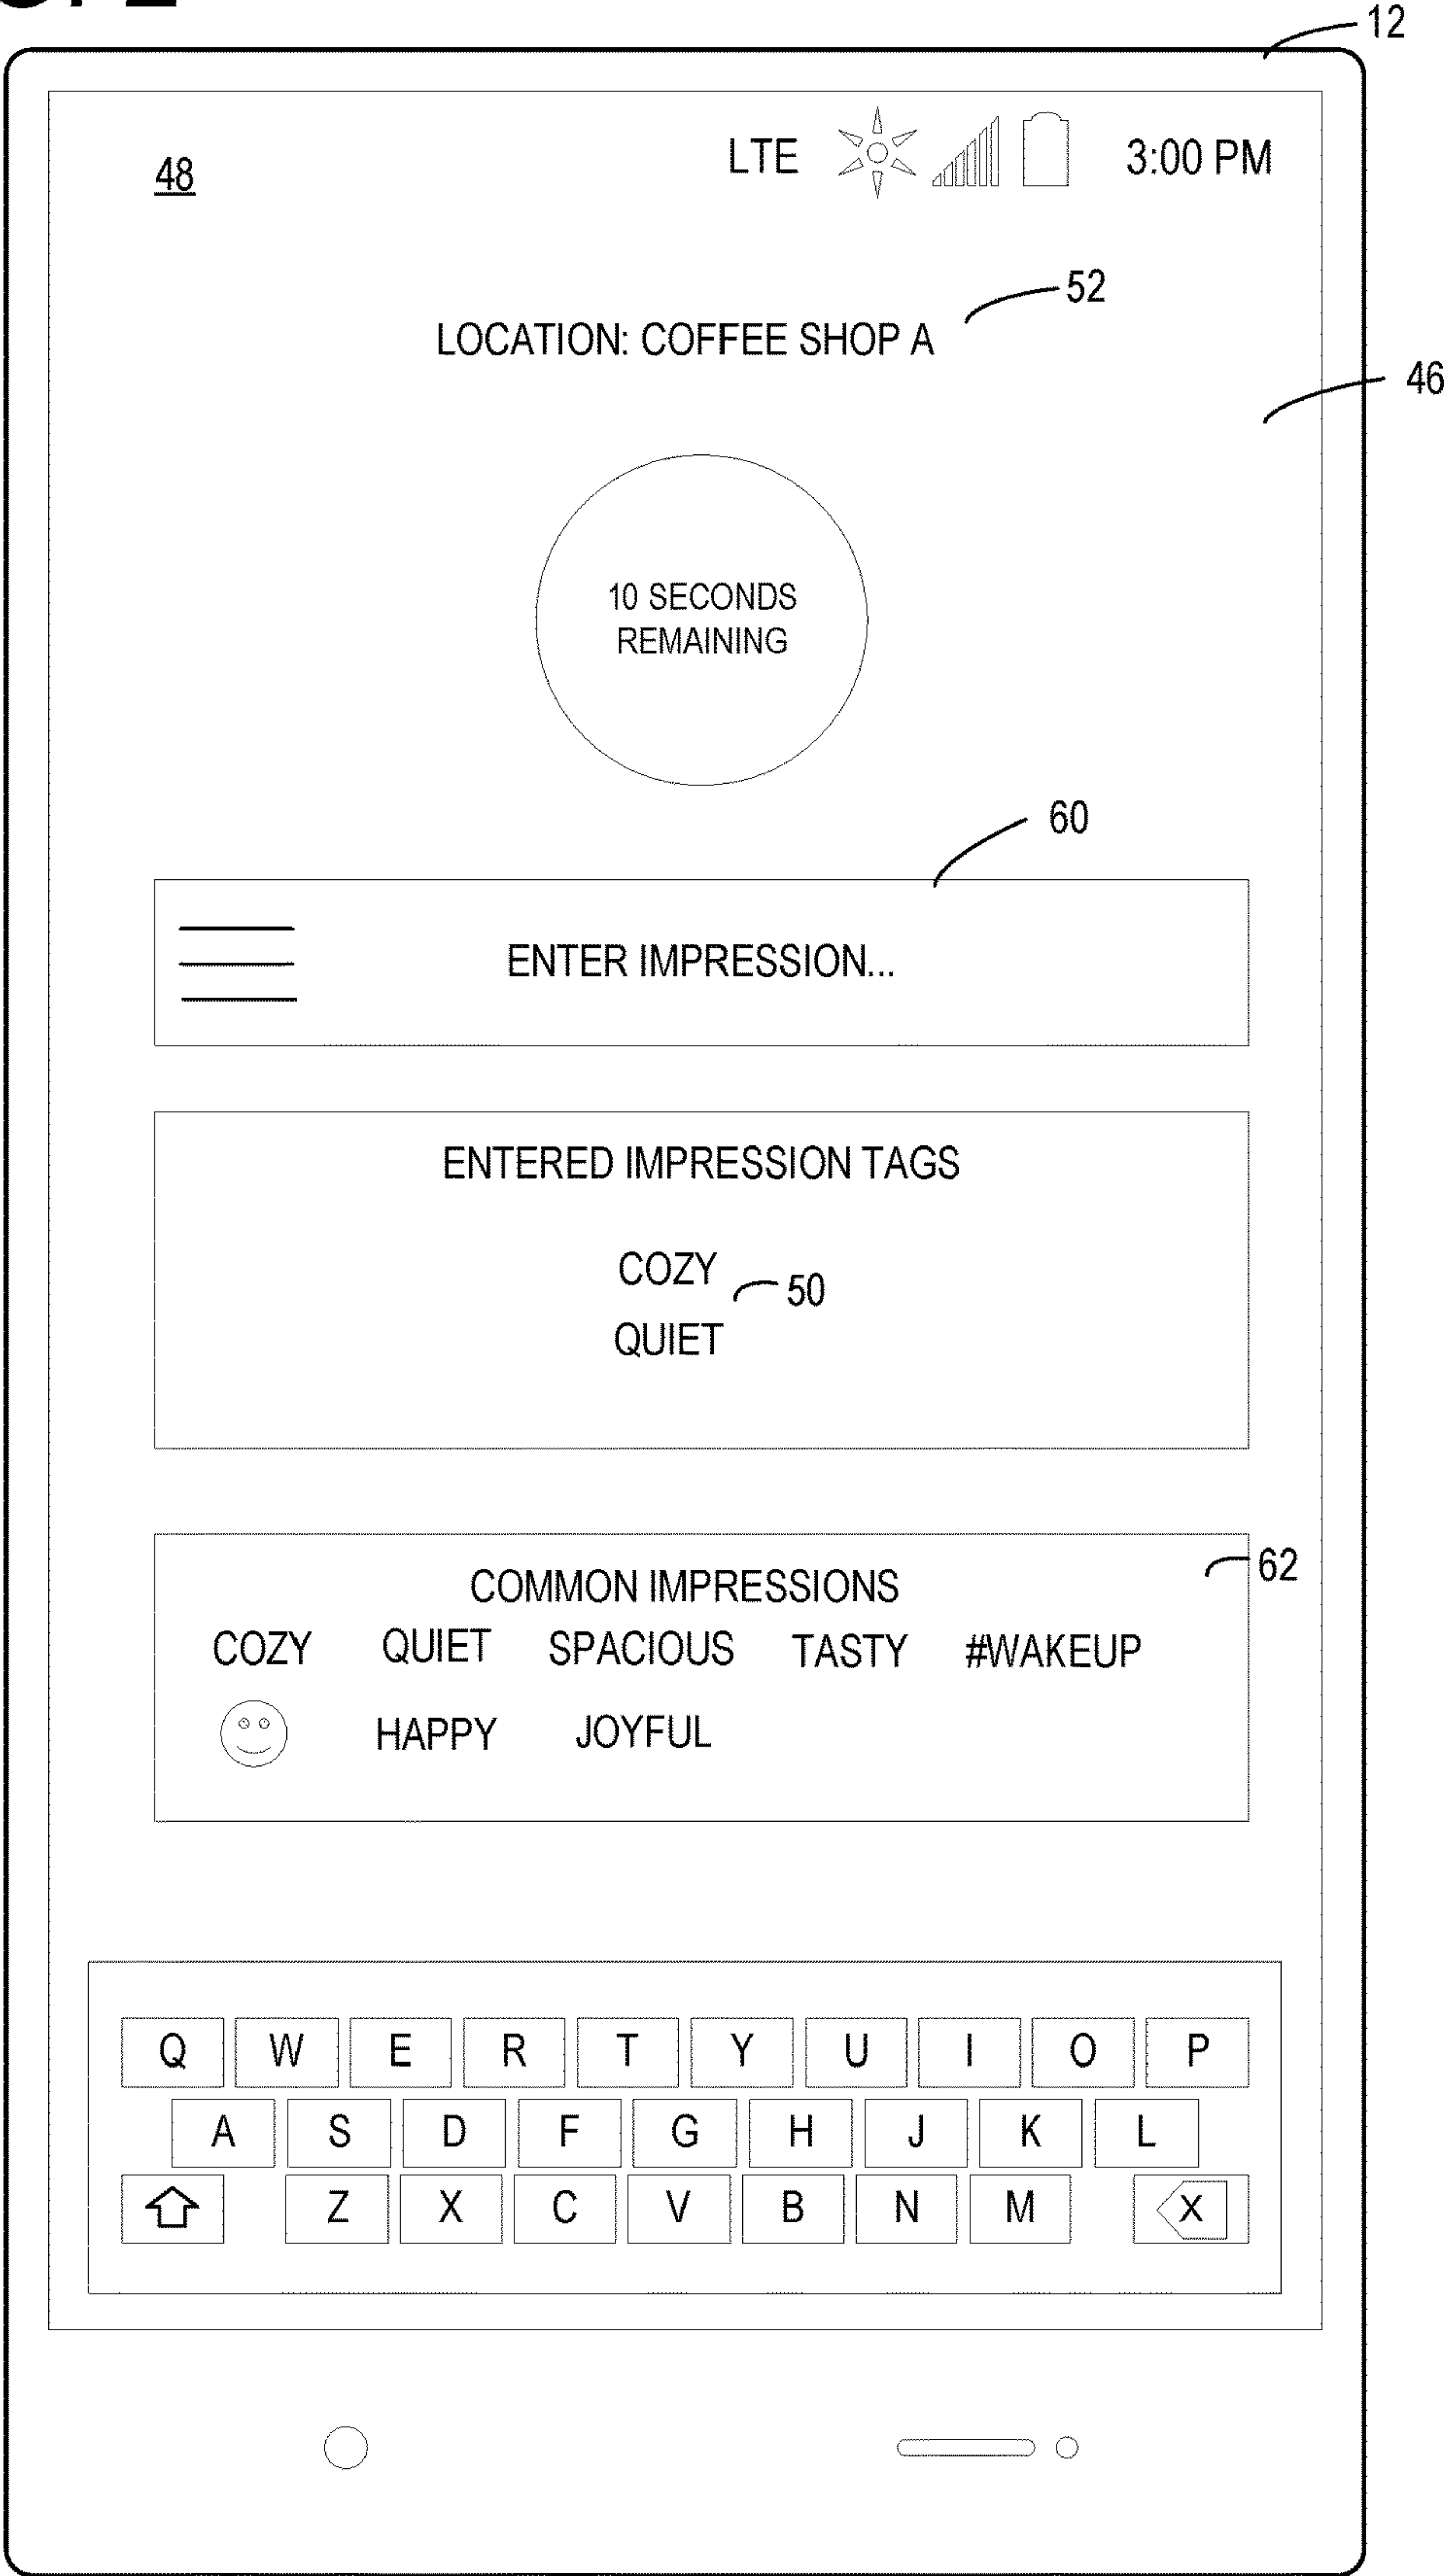 12
48
LTE 3:00 PM
52
LOCATION: COFFEE SHOP A
46
10 SECONDS
REMAINING
60
ENTER IMPRESSION...
ENTERED IMPRESSION TAGS
COZY
50
QUIET
62
COMMON IMPRESSIONS
COZY QUIET SPACIOUS TASTY #WAKEUP
HAPPY JOYFUL
Q W E R T Y U I O P
A S D F G H J K L
Z X C V B N M X